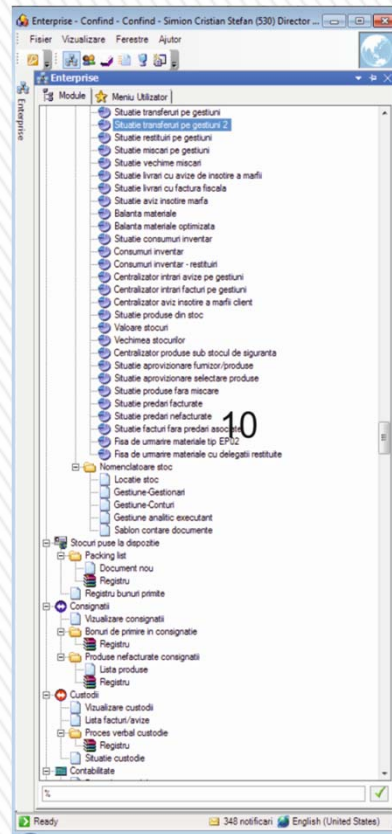 Enterprise - Confind - Confind - Simion Cristian Stefan (530) Director ...
Fisier Vizualizare Ferestre Ajutor
Enterprise
Enterprise
Module Meniu Utilizator
Situatie transferuri pe gestiuni
Situatie transferuri pe gestiuni 2
Situatie restituiri pe gestiuni
Situatie miscari pe gestiuni
Situatie vechime miscari
Situatie livrari cu avize de insotire a marfii
Situatie livrari cu factura fiscala
Situatie aviz insotire marfa
Balanta materiale
Balanta materiale optimizata
Situatie consumuri inventar
Consumuri inventar
Consumuri inventar - restituiri
Centralizator intrari avize pe gestiuni
Centralizator intrari facturi pe gestiuni
Centralizator aviz insotire a marfii client
Situatie produse din stoc
Valoare stocuri
Vechimea stocurilor
Centralizator produse sub stocul de siguranta
Situatie aprovizionare furnizor/produse
Situatie aprovizionare selectare produse
Situatie produse fara miscare
Situatie predari facturate
Situatie predari nefacturate
10
Situatie facturi fara predari asociate
Fisa de urmarire materiale tip EP02
Fisa de urmarire materiale cu delegatii restituite
Nomenclatoare stoc
Locatie stoc
Gestiune-Gestionari
Gestiune-Conturi
Gestiune analitic executant
Sablon contare documente
Stocuri puse la dispozitie
Packing list
Document nou
Registru
Registru bunuri primite
Consignatii
Vizualizare consignatii
Bonuri de primire in consignatie
Registru
Produse nefacturate consignatii
Lista produse
Registru
Custodii
Vizualizare custodii
Lista facturi/avize
Proces verbal custodie
Registru
Situatie custodie
Contabilitate
%
Ready 348 notificari English (United States)